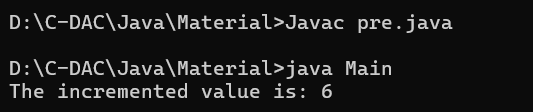 D:\C-DAC\Java\Material>Javac pre.java
D:\C-DAC\Java\Material>java Main
The incremented value is: 6